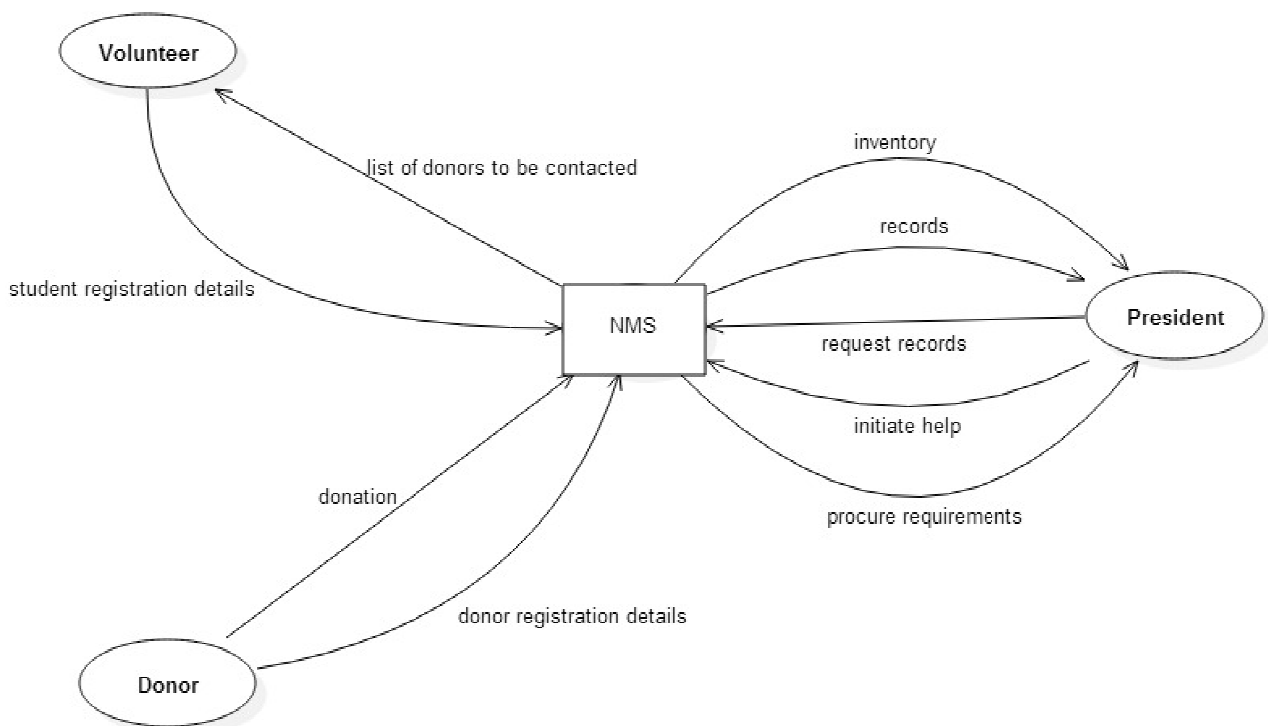 Volunteer
inventory
list of donors to be contacted
records
student registration details
NMS
President
request records
initiate help
donation
procure requirements
donor registration details
Donor